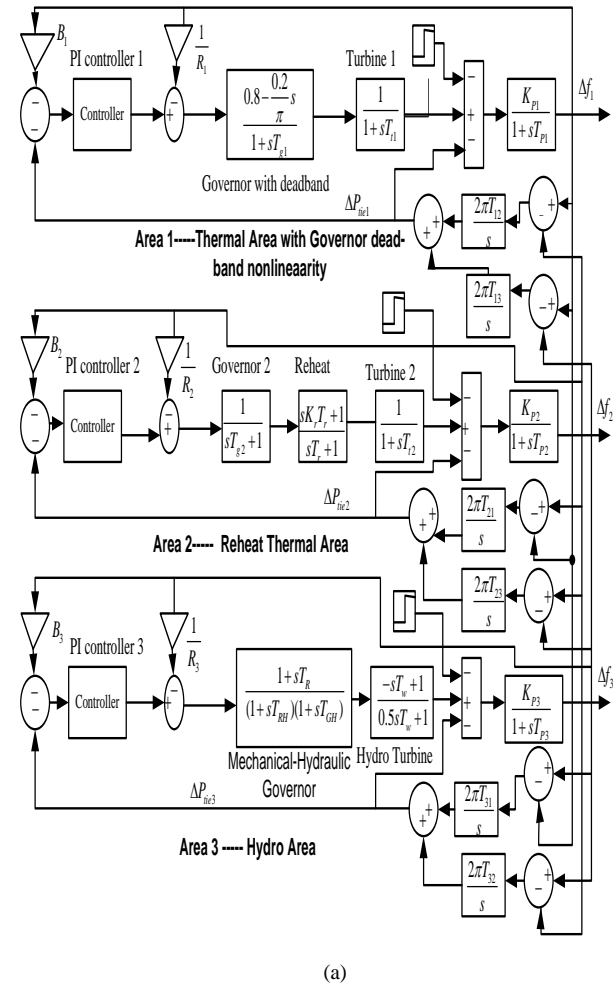 B1
PI controller 1
1/R1
Turbine 1
Δf1
− − Controller + − 0.8−0.2/π s / 1+sTg1 1/1+sTt1 − + − KP1/1+sTP1
Governor with deadband
ΔPtie1
+ + 2πT12/s - +
Area 1-----Thermal Area with Governor dead-
band nonlineaarity
2πT13/s − +
B2
PI controller 2
1/R2
Governor 2
Reheat
Turbine 2
Δf2
− − Controller + − 1/sTg2+1 sKrTr+1/sTr+1 1/1+sTt2 − + − KP2/1+sTP2
ΔPtie2
+ + 2πT21/s − +
Area 2----- Reheat Thermal Area
2πT23/s − +
B3
PI controller 3
1/R3
Δf3
− − Controller + − 1+sTR/(1+sTRH)(1+sTGH) −sTw+1/0.5sTw+1 − + − KP3/1+sTP3
Mechanical-Hydraulic
Governor
Hydro Turbine
ΔPtie3
+ + 2πT31/s − +
Area 3 ----- Hydro Area
2πT32/s − +
(a)